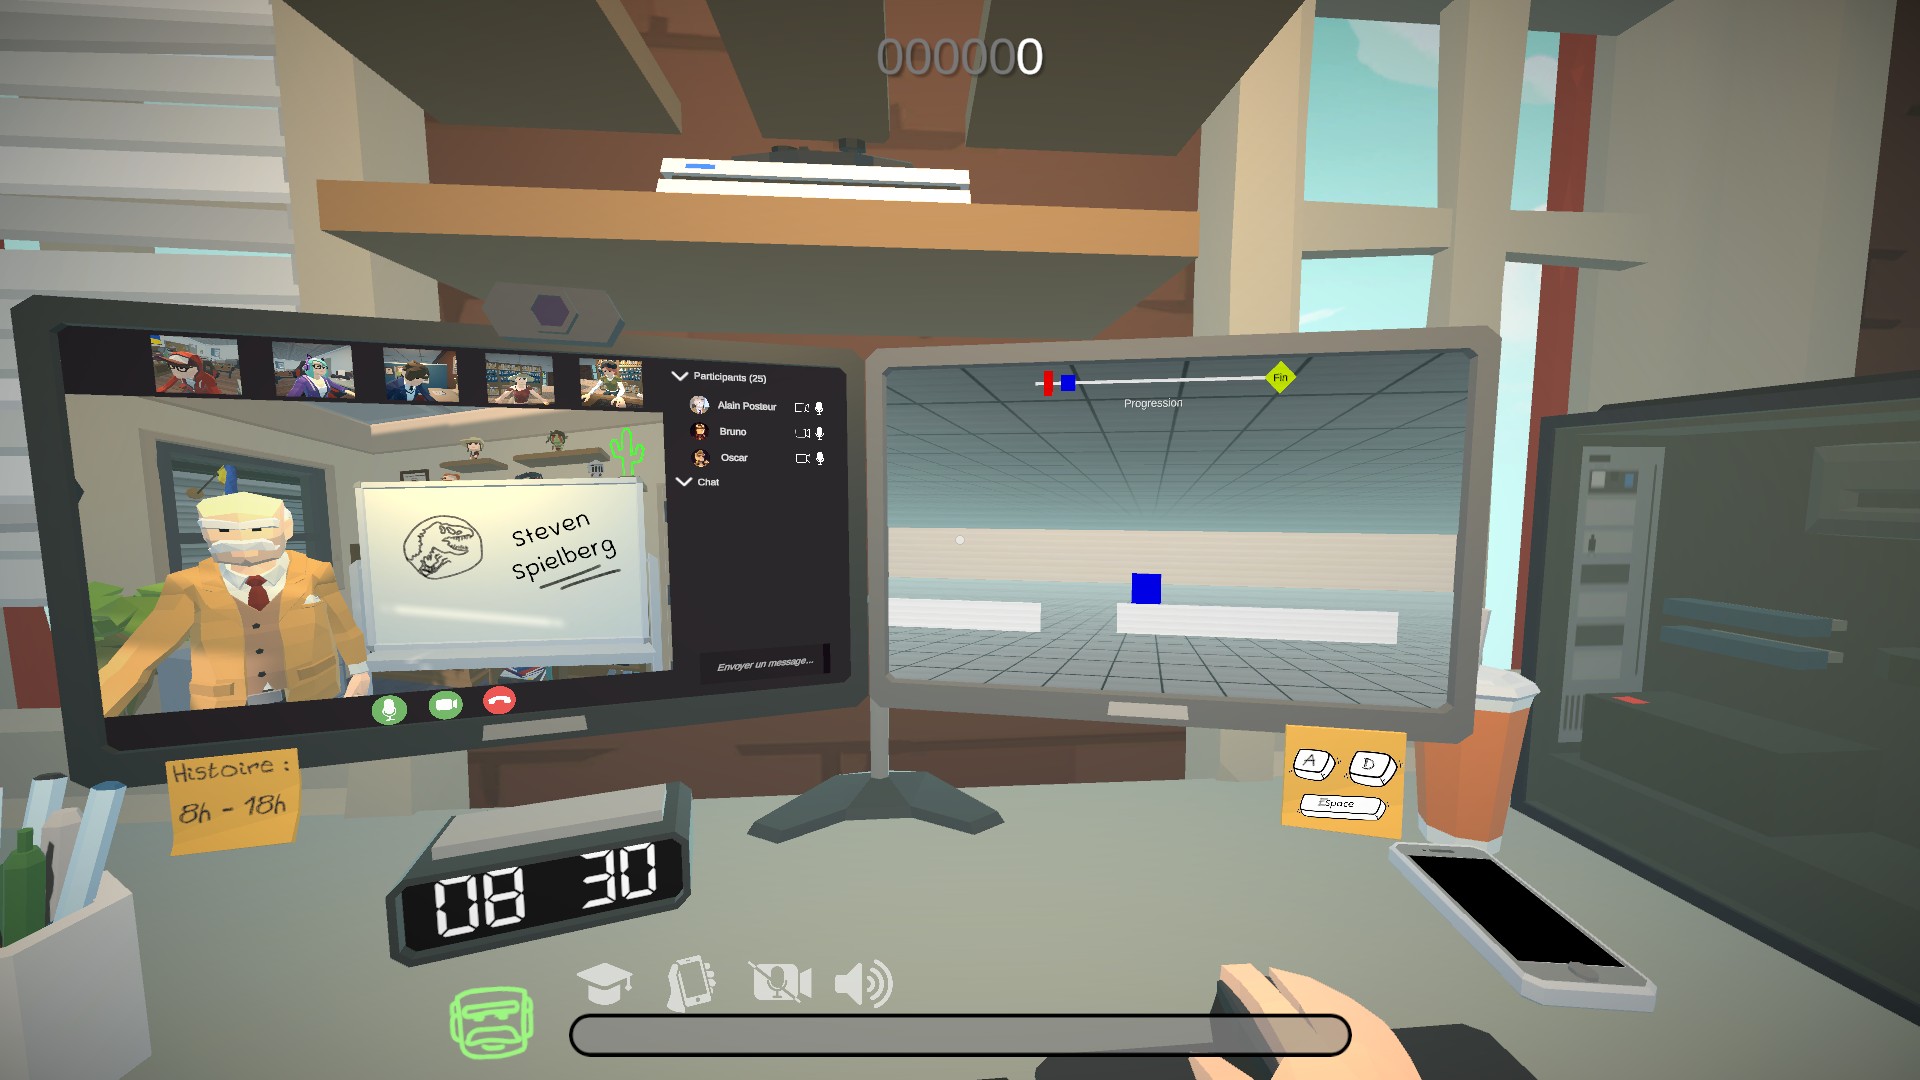 0000000
Participants (25)
Alain Posteur
Bruno
Oscar
Chat
Envoyer un message...
Steven
Spielberg
Fin
Progression
Histoire :
8h - 18h
08 30
A D
Espace